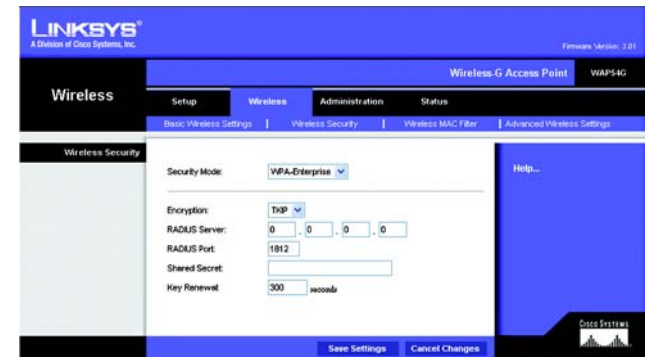 LINKSYS®
A Division of Cisco Systems, Inc.
Firmware Version: 3.01
Wireless-G Access Point WAP54G
Wireless
Setup Wireless Administration Status
Basic Wireless Settings | Wireless Security | Wireless MAC Filter | Advanced Wireless Settings
Wireless Security
Security Mode: WPA-Enterprise
Help...
Encryption: TKIP
RADIUS Server: 0 . 0 . 0 . 0
RADIUS Port: 1812
Shared Secret:
Key Renewal: 300 seconds
Save Settings Cancel Changes
CISCO SYSTEMS